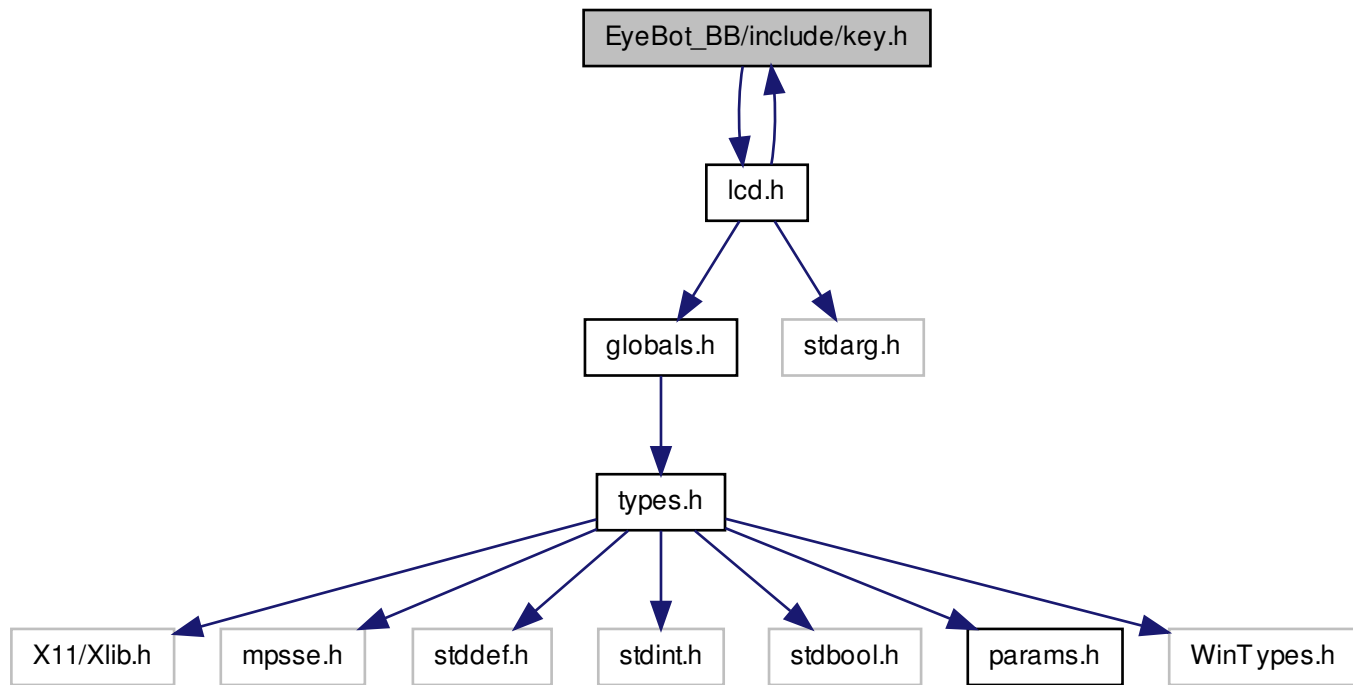 EyeBot_BB/include/key.h
lcd.h
globals.h
stdarg.h
types.h
X11/Xlib.h
mpsse.h
stddef.h
stdint.h
stdbool.h
params.h
WinTypes.h